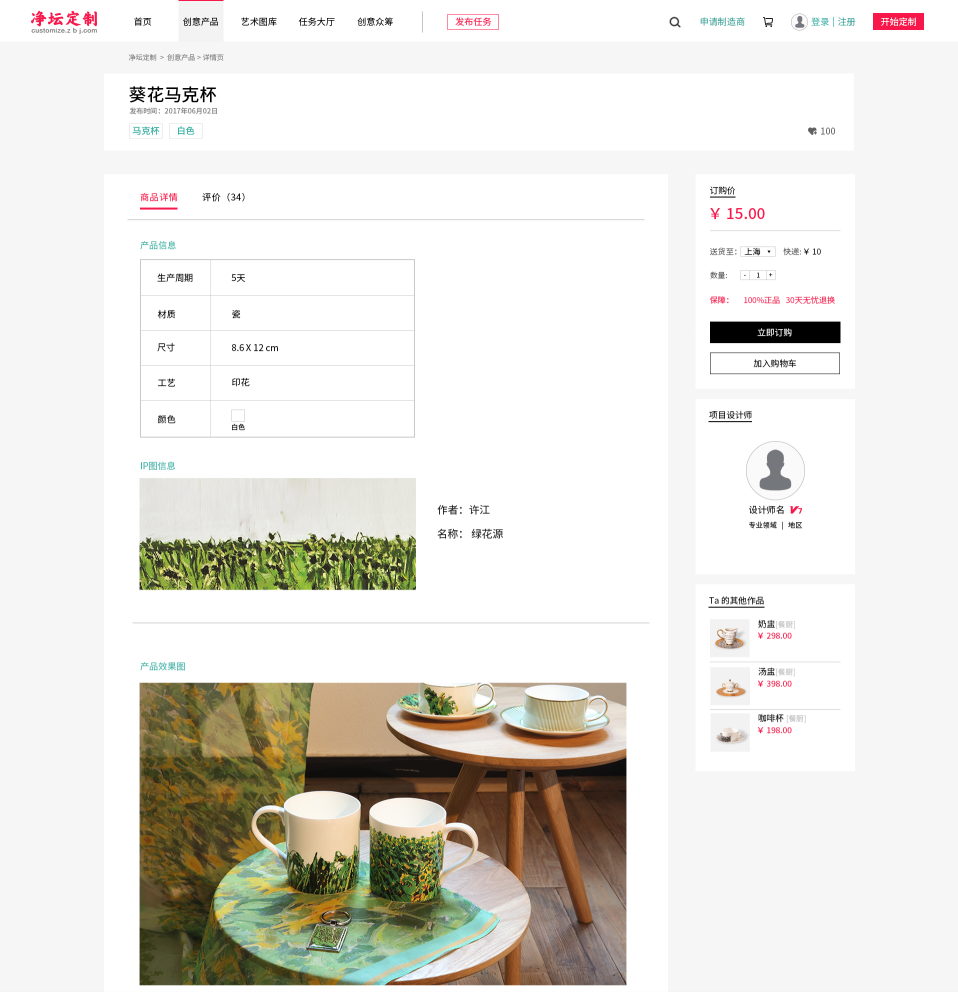 净坛定制
customize.z b j.com
首页
创意产品
艺术图库
任务大厅
创意众筹
发布任务
申请制造商
登录 | 注册
开始定制
净坛定制 > 创意产品 > 详情页
葵花马克杯
发布时间：2017年06月02日
马克杯
白色
100
商品详情
评价（34）
产品信息
生产周期
5天
材质
瓷
尺寸
8.6 X 12 cm
工艺
印花
颜色
白色
IP图信息
作者：许江
名称： 绿花源
产品效果图
订购价
¥ 15.00
送货至: 上海 快递: ¥ 10
数量: - 1 +
保障： 100%正品 30天无忧退换
立即订购
加入购物车
项目设计师
设计师名 V7
专业领域 | 地区
Ta 的其他作品
奶盅[餐厨]
¥ 298.00
汤盅[餐厨]
¥ 398.00
咖啡杯 [餐厨]
¥ 198.00